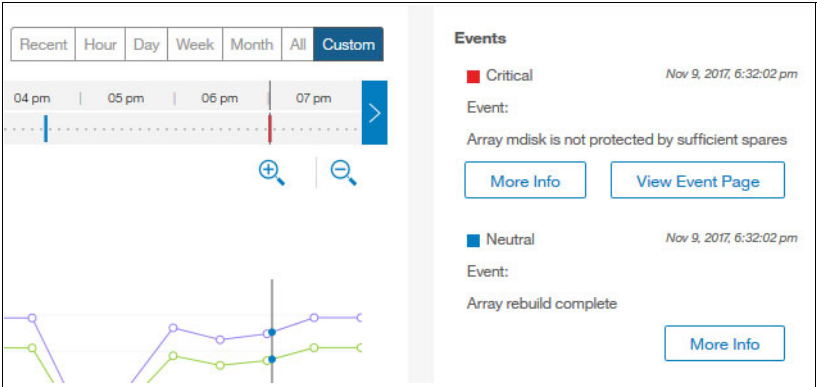 Recent Hour Day Week Month All Custom
04 pm 05 pm 06 pm 07 pm
Events
Critical Nov 9, 2017, 6:32:02 pm
Event:
Array mdisk is not protected by sufficient spares
More Info View Event Page
Neutral Nov 9, 2017, 6:32:02 pm
Event:
Array rebuild complete
More Info